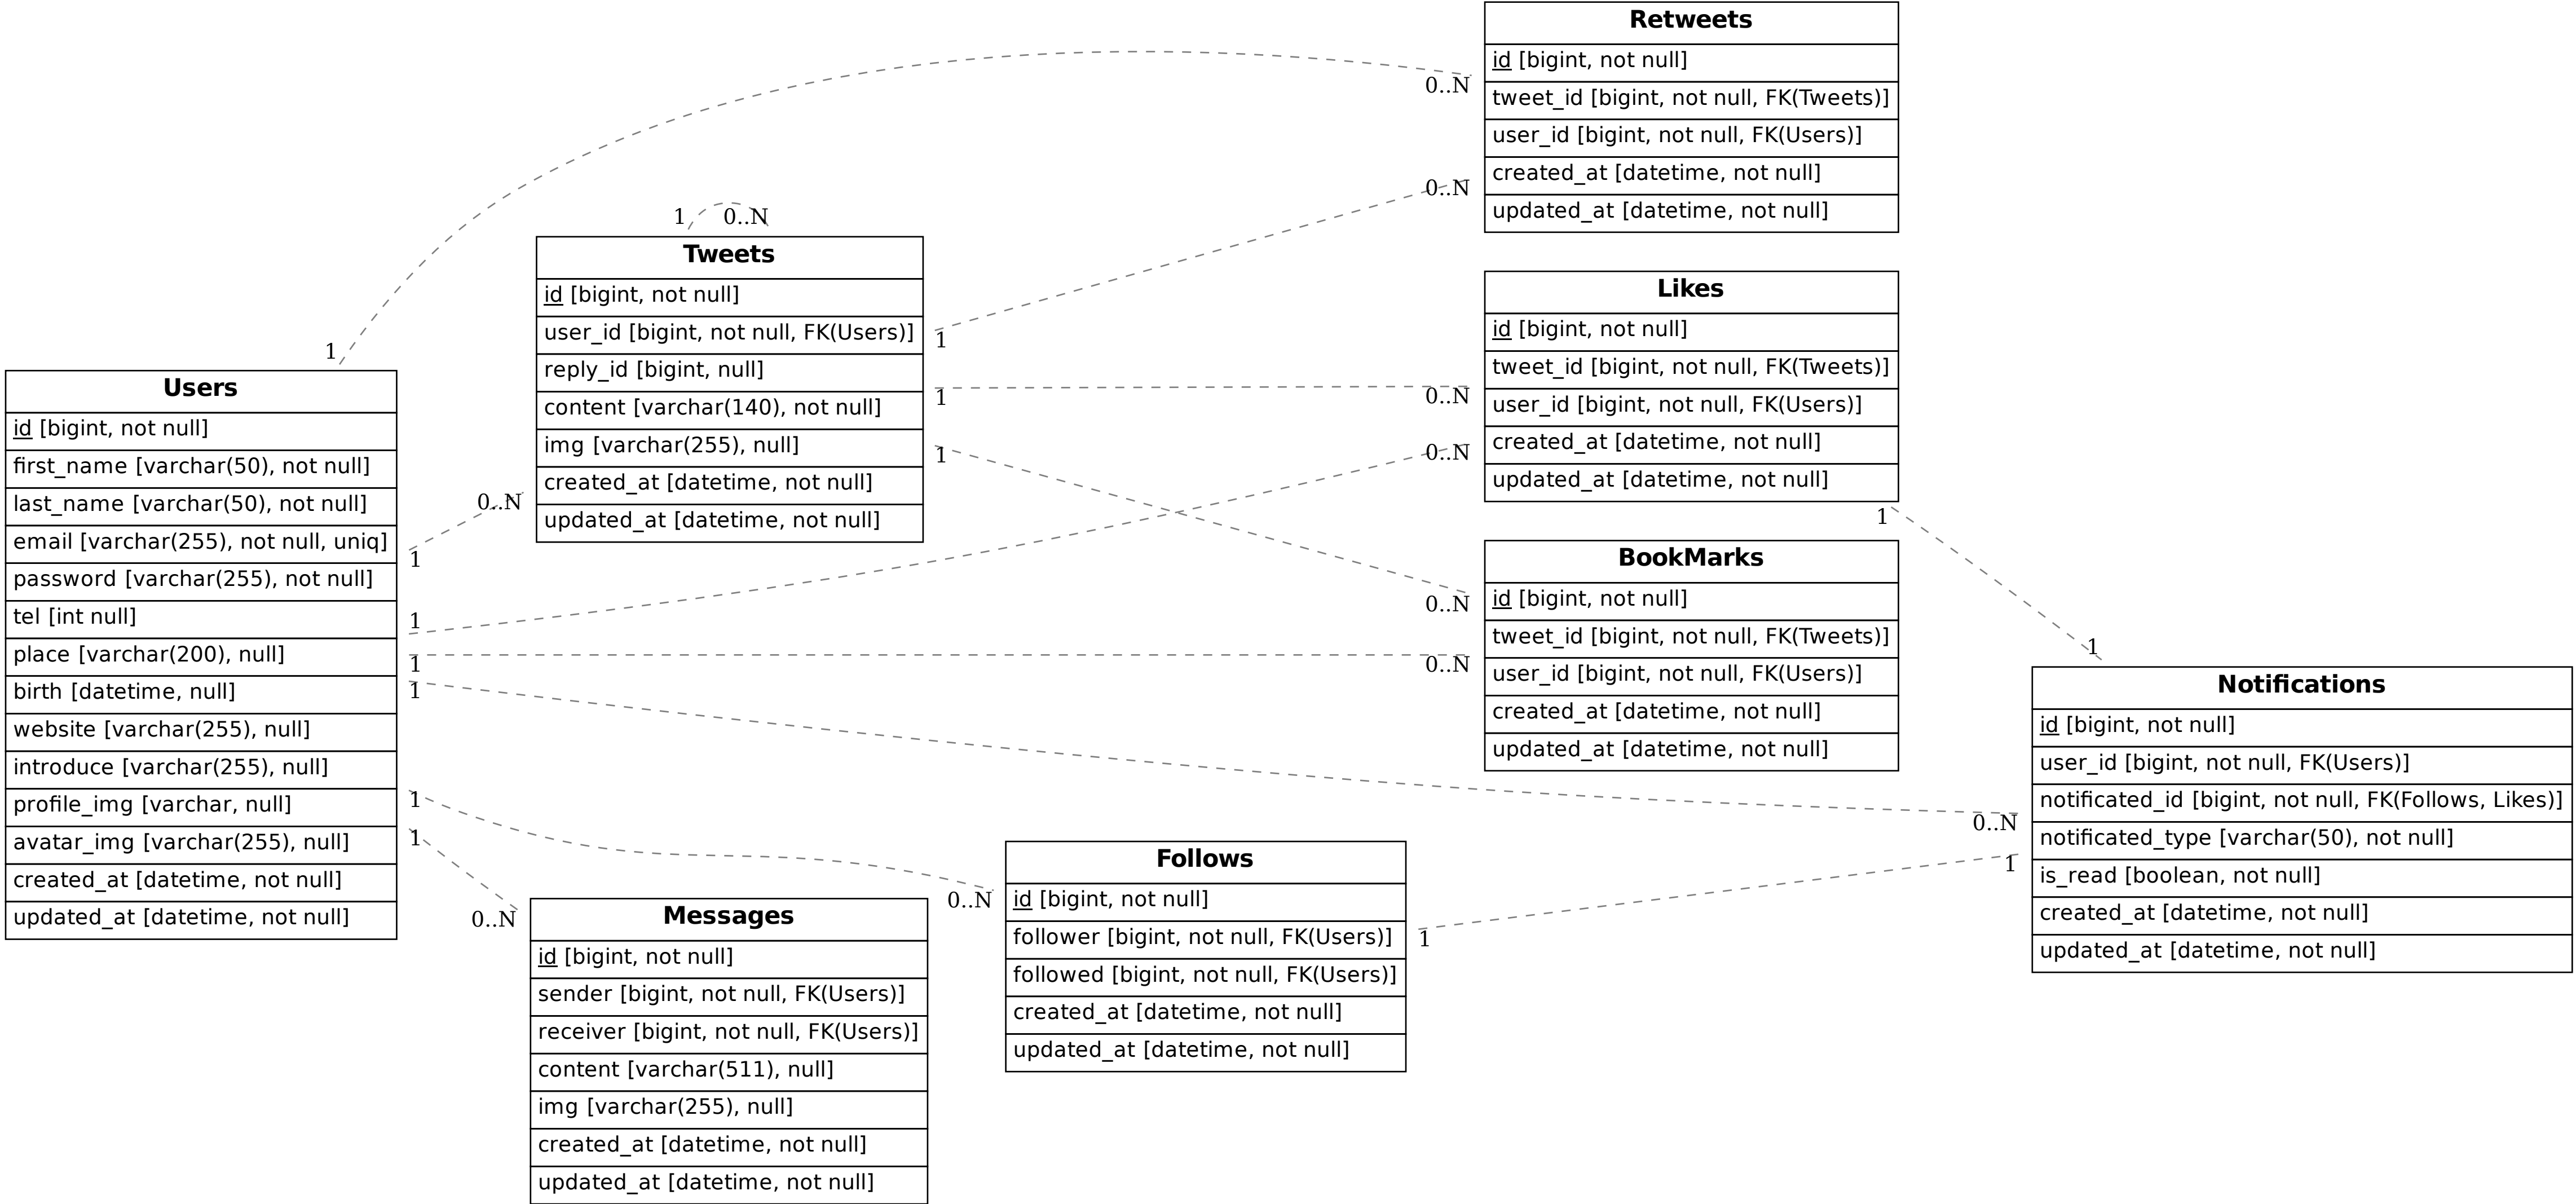 Retweets
id [bigint, not null]
tweet_id [bigint, not null, FK(Tweets)]
user_id [bigint, not null, FK(Users)]
created_at [datetime, not null]
updated_at [datetime, not null]
0..N
0..N
1
0..N
Tweets
id [bigint, not null]
user_id [bigint, not null, FK(Users)]
reply_id [bigint, null]
content [varchar(140), not null]
img [varchar(255), null]
created_at [datetime, not null]
updated_at [datetime, not null]
1
1
1
0..N
Likes
id [bigint, not null]
tweet_id [bigint, not null, FK(Tweets)]
user_id [bigint, not null, FK(Users)]
created_at [datetime, not null]
updated_at [datetime, not null]
0..N
0..N
1
1
Users
id [bigint, not null]
first_name [varchar(50), not null]
last_name [varchar(50), not null]
email [varchar(255), not null, uniq]
password [varchar(255), not null]
tel [int null]
place [varchar(200), null]
birth [datetime, null]
website [varchar(255), null]
introduce [varchar(255), null]
profile_img [varchar, null]
avatar_img [varchar(255), null]
created_at [datetime, not null]
updated_at [datetime, not null]
1
1
1
1
1
1
BookMarks
id [bigint, not null]
tweet_id [bigint, not null, FK(Tweets)]
user_id [bigint, not null, FK(Users)]
created_at [datetime, not null]
updated_at [datetime, not null]
0..N
0..N
1
Notifications
id [bigint, not null]
user_id [bigint, not null, FK(Users)]
notificated_id [bigint, not null, FK(Follows, Likes)]
notificated_type [varchar(50), not null]
is_read [boolean, not null]
created_at [datetime, not null]
updated_at [datetime, not null]
0..N
1
Follows
id [bigint, not null]
follower [bigint, not null, FK(Users)]
followed [bigint, not null, FK(Users)]
created_at [datetime, not null]
updated_at [datetime, not null]
0..N
1
Messages
id [bigint, not null]
sender [bigint, not null, FK(Users)]
receiver [bigint, not null, FK(Users)]
content [varchar(511), null]
img [varchar(255), null]
created_at [datetime, not null]
updated_at [datetime, not null]
0..N